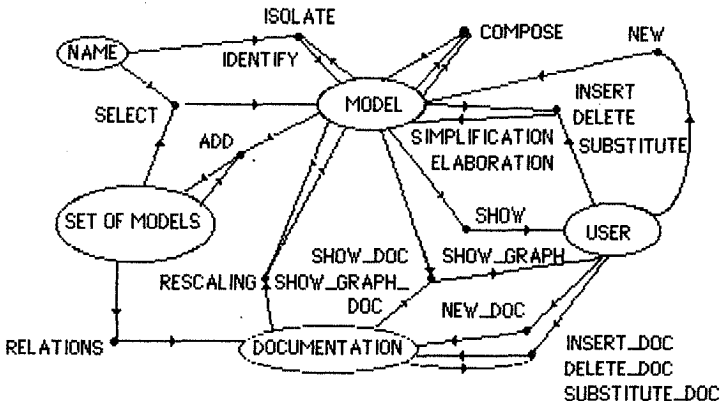 ISOLATE
NAME
IDENTIFY
COMPOSE
NEW
SELECT
MODEL
INSERT
DELETE
SUBSTITUTE
SIMPLIFICATION
ELABORATION
ADD
SET OF MODELS
SHOW
USER
SHOW_DOC
SHOW_GRAPH
RESCALING
SHOW_GRAPH_
DOC
NEW_DOC
RELATIONS
DOCUMENTATION
INSERT_DOC
DELETE_DOC
SUBSTITUTE_DOC